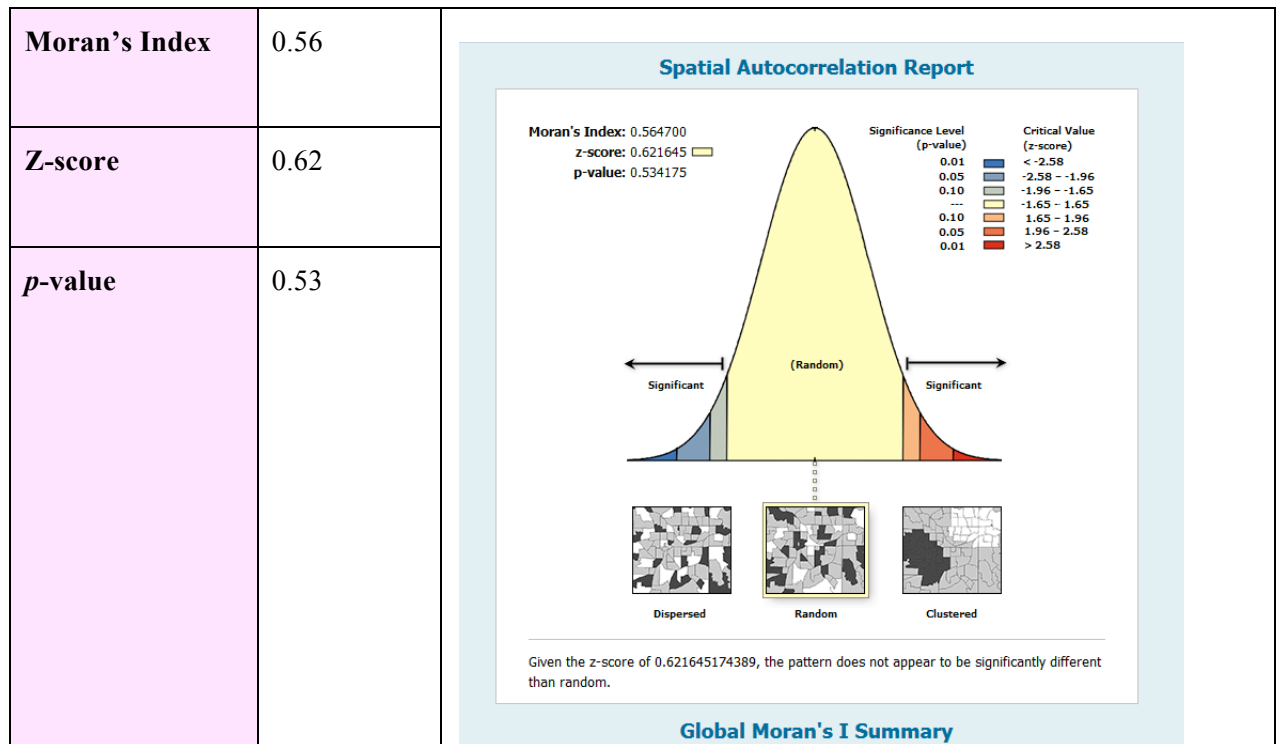 Moran’s Index 0.56
Z-score 0.62
p-value 0.53
Spatial Autocorrelation Report
Moran's Index: 0.564700
z-score: 0.621645
p-value: 0.534175
Significance Level Critical Value
(p-value) (z-score)
0.01 < -2.58
0.05 -2.58 – -1.96
0.10 -1.96 – -1.65
--- -1.65 – 1.65
0.10 1.65 – 1.96
0.05 1.96 – 2.58
0.01 > 2.58
(Random)
Significant Significant
Dispersed Random Clustered
Given the z-score of 0.621645174389, the pattern does not appear to be significantly different
than random.
Global Moran's I Summary